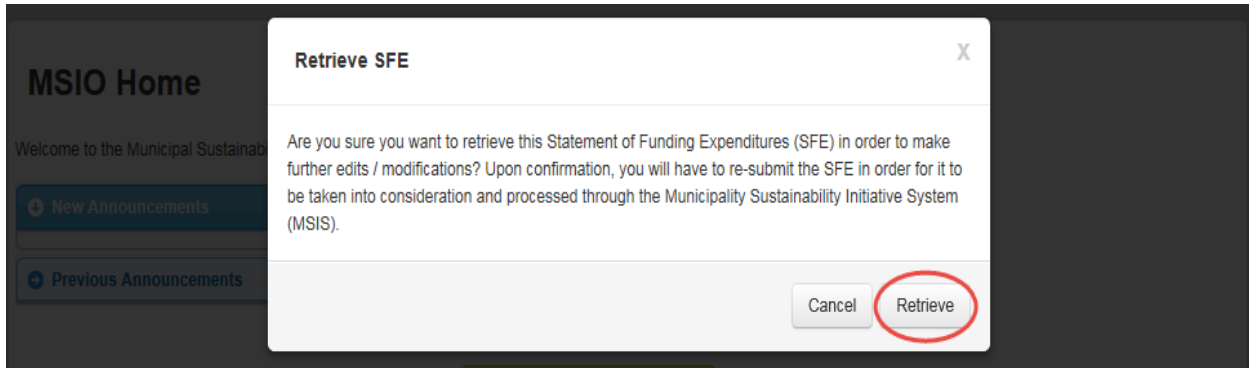 Retrieve SFE
X
MSIO Home
Welcome to the Municipal Sustainab
New Announcements
Previous Announcements
Are you sure you want to retrieve this Statement of Funding Expenditures (SFE) in order to make
further edits / modifications? Upon confirmation, you will have to re-submit the SFE in order for it to
be taken into consideration and processed through the Municipality Sustainability Initiative System
(MSIS).
Cancel
Retrieve